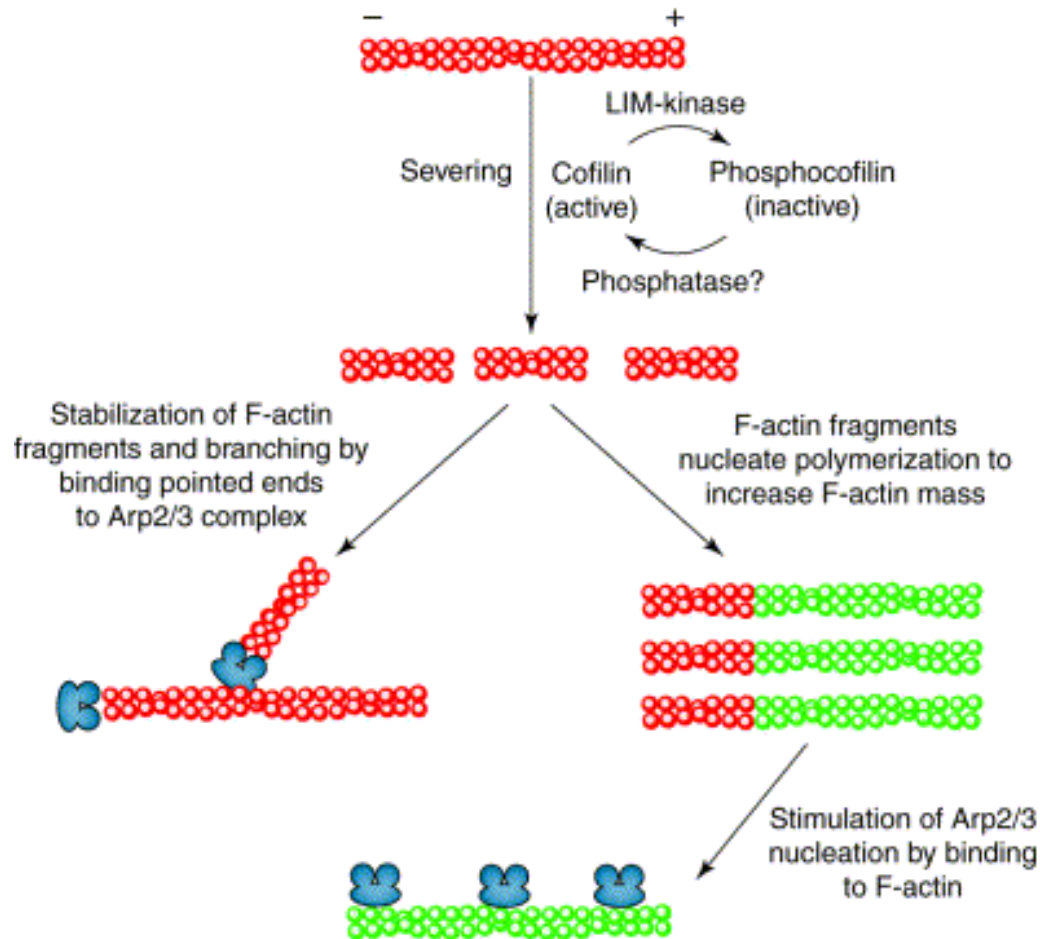 − +
LIM-kinase
Severing
Cofilin
(active)
Phosphocofilin
(inactive)
Phosphatase?
Stabilization of F-actin
fragments and branching by
binding pointed ends
to Arp2/3 complex
F-actin fragments
nucleate polymerization to
increase F-actin mass
Stimulation of Arp2/3
nucleation by binding
to F-actin